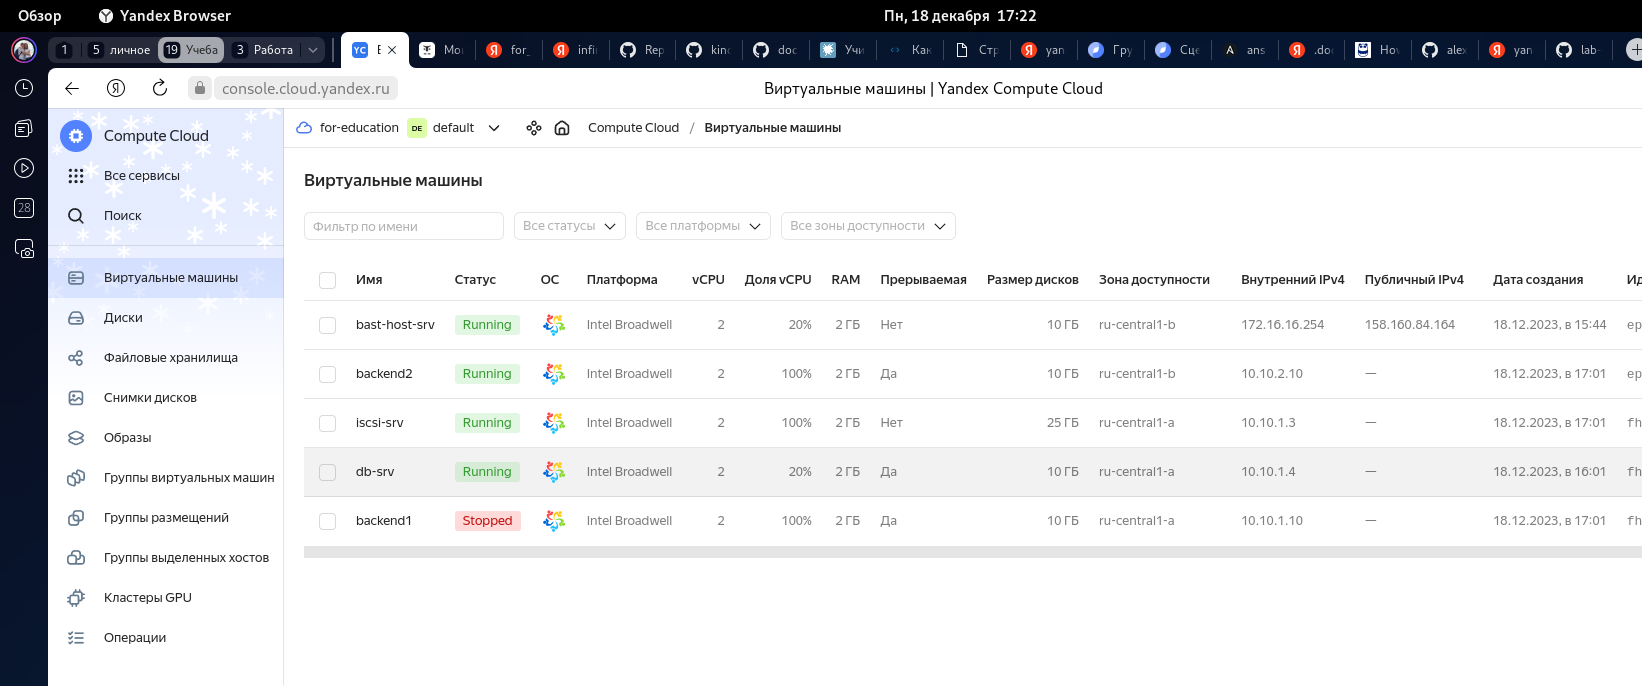 Обзор Yandex Browser Пн, 18 декабря 17:22
1 5 личное 19 Учеба 3 Работа YC for_ infi Rep doc Учи Как Стр yan Гру Сце ans .do yan lab-
console.cloud.yandex.ru Виртуальные машины | Yandex Compute Cloud
28
Compute Cloud
Все сервисы
Поиск
Виртуальные машины
Диски
Файловые хранилища
Снимки дисков
Образы
Группы виртуальных машин
Группы размещений
Группы выделенных хостов
Кластеры GPU
Операции
for-education DE default Compute Cloud / Виртуальные машины
Виртуальные машины
Фильтр по имени Все статусы Все платформы Все зоны доступности
Имя Статус ОС Платформа vCPU Доля vCPU RAM Прерываемая Размер дисков Зона доступности Внутренний IPv4 Публичный IPv4 Дата создания Ид
bast-host-srv Running Intel Broadwell 2 20% 2 ГБ Нет 10 ГБ ru-central1-b 172.16.16.254 158.160.84.164 18.12.2023, в 15:44 ep
backend2 Running Intel Broadwell 2 100% 2 ГБ Да 10 ГБ ru-central1-b 10.10.2.10 — 18.12.2023, в 17:01 ep
iscsi-srv Running Intel Broadwell 2 100% 2 ГБ Нет 25 ГБ ru-central1-a 10.10.1.3 — 18.12.2023, в 17:01 fh
db-srv Running Intel Broadwell 2 20% 2 ГБ Да 10 ГБ ru-central1-a 10.10.1.4 — 18.12.2023, в 16:01 fh
backend1 Stopped Intel Broadwell 2 100% 2 ГБ Да 10 ГБ ru-central1-a 10.10.1.10 — 18.12.2023, в 17:01 fh